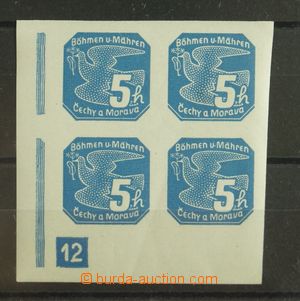 Böhmen u. Mähren Böhmen u. Mähren
5h 5h
Čechy a Morava Čechy a Morava
Böhmen u. Mähren Böhmen u. Mähren
5h 5h
Čechy a Morava Čechy a Morava
12
burda-auction.com